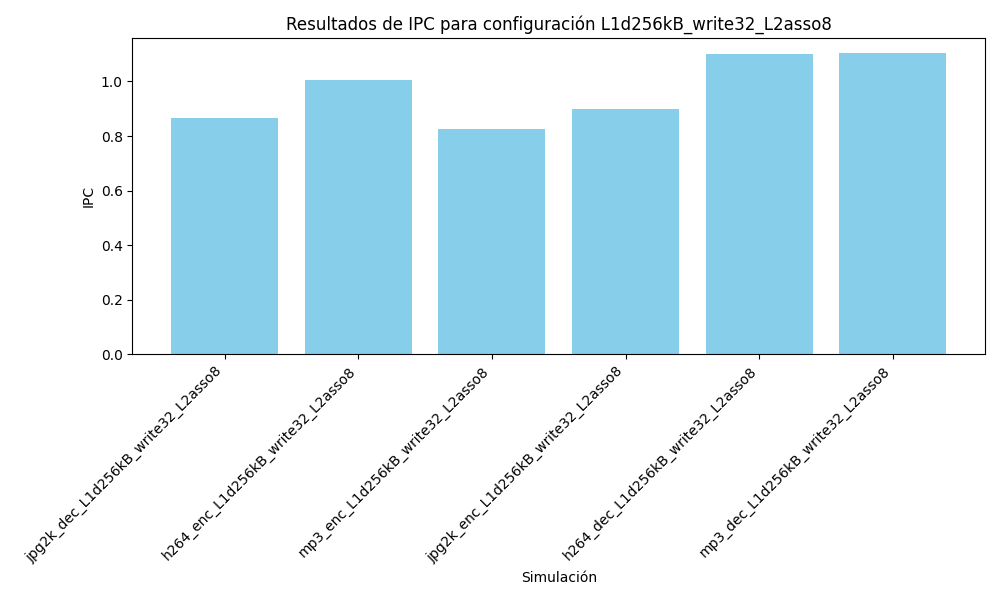 Resultados de IPC para configuración L1d256kB_write32_L2asso8
IPC
1.0
0.8
0.6
0.4
0.2
0.0
jpg2k_dec_L1d256kB_write32_L2asso8
h264_enc_L1d256kB_write32_L2asso8
mp3_enc_L1d256kB_write32_L2asso8
jpg2k_enc_L1d256kB_write32_L2asso8
h264_dec_L1d256kB_write32_L2asso8
mp3_dec_L1d256kB_write32_L2asso8
Simulación